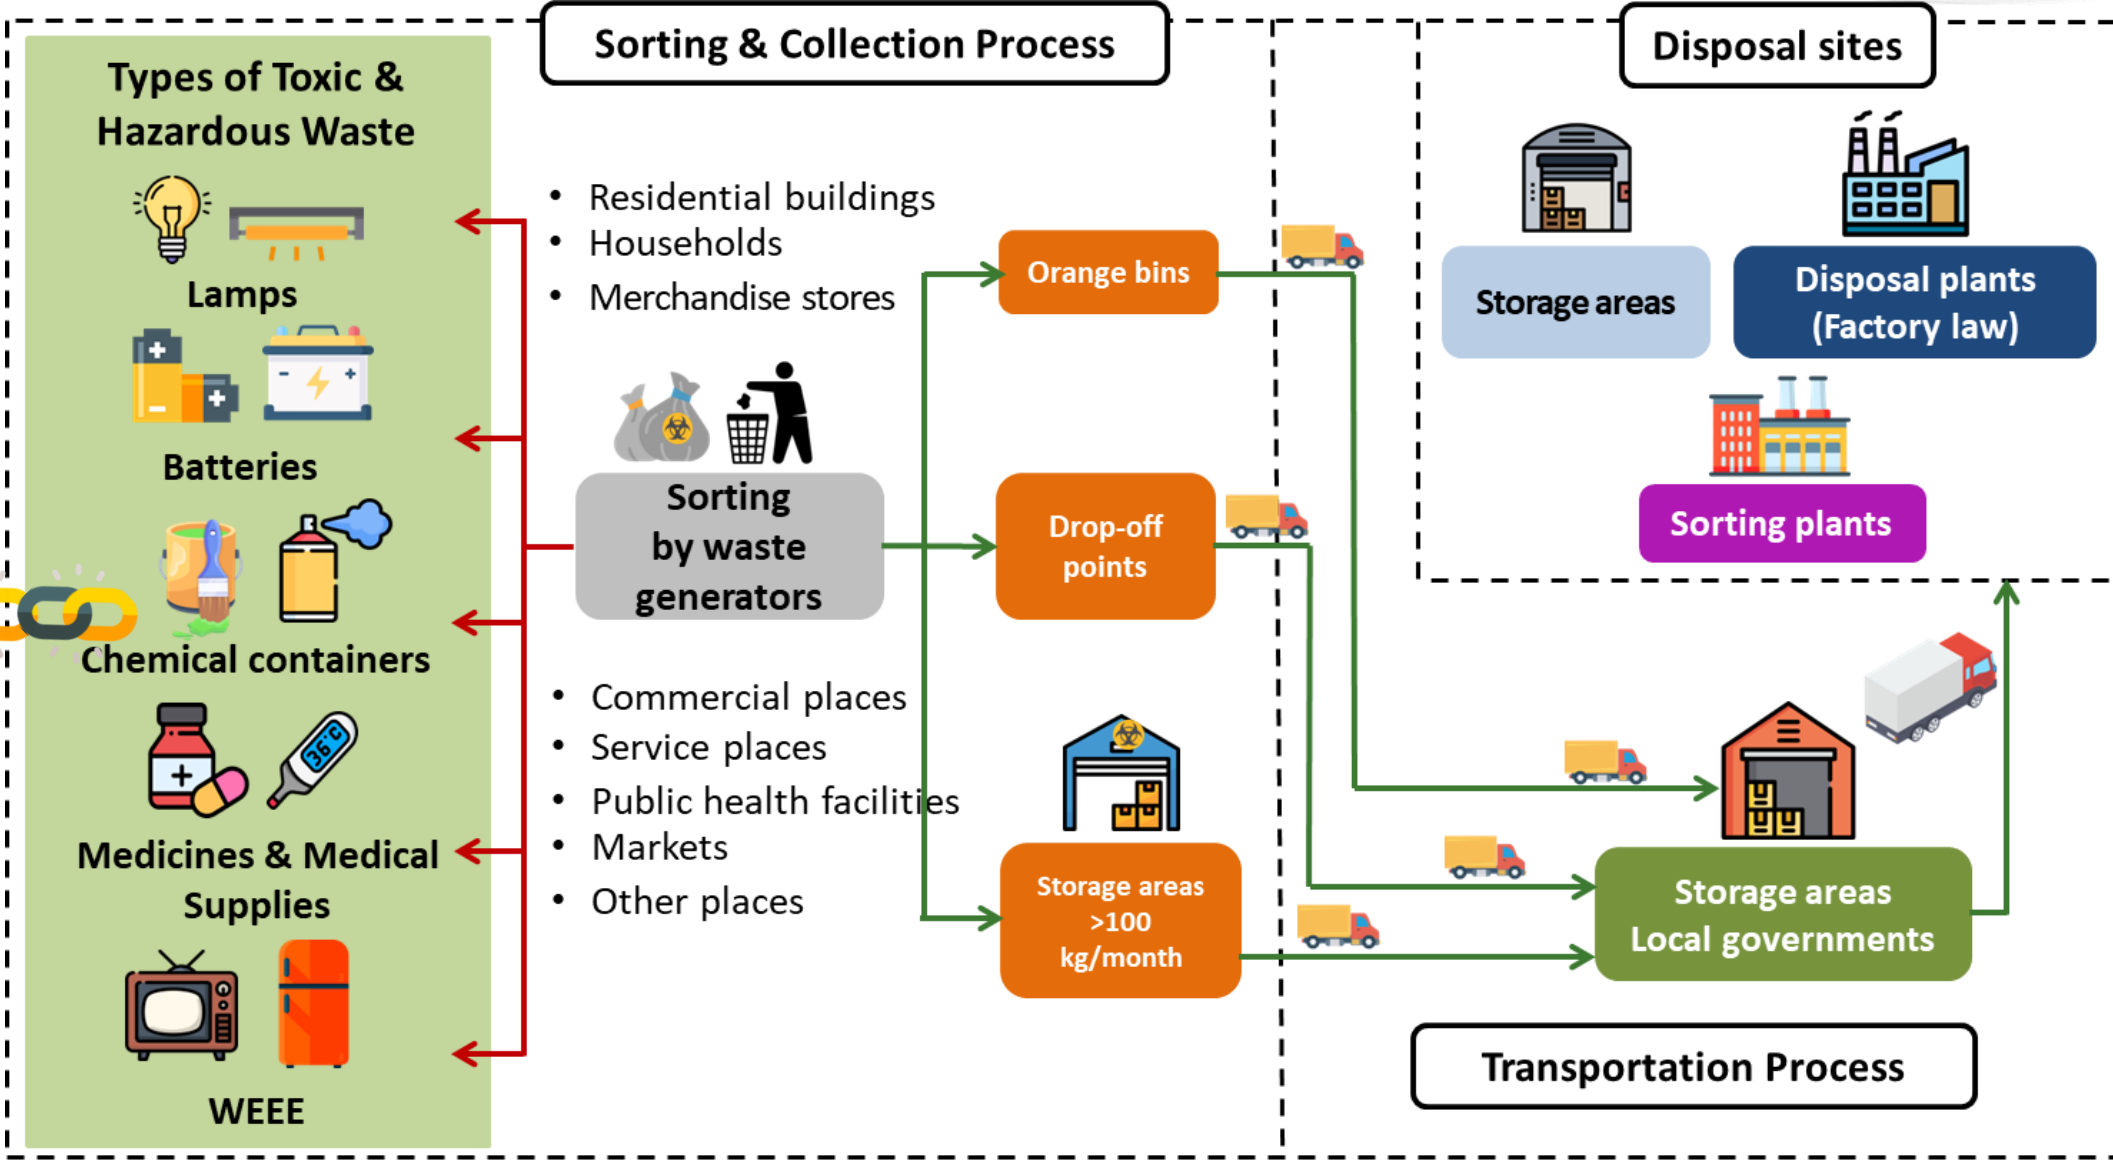 Sorting & Collection Process
Disposal sites
Types of Toxic &
Hazardous Waste
Lamps
Batteries
Chemical containers
36°C
Medicines & Medical
Supplies
WEEE
• Residential buildings
• Households
• Merchandise stores
Sorting
by waste
generators
• Commercial places
• Service places
• Public health facilities
• Markets
• Other places
Orange bins
Drop-off
points
Storage areas
>100
kg/month
Storage areas
Disposal plants
(Factory law)
Sorting plants
Storage areas
Local governments
Transportation Process